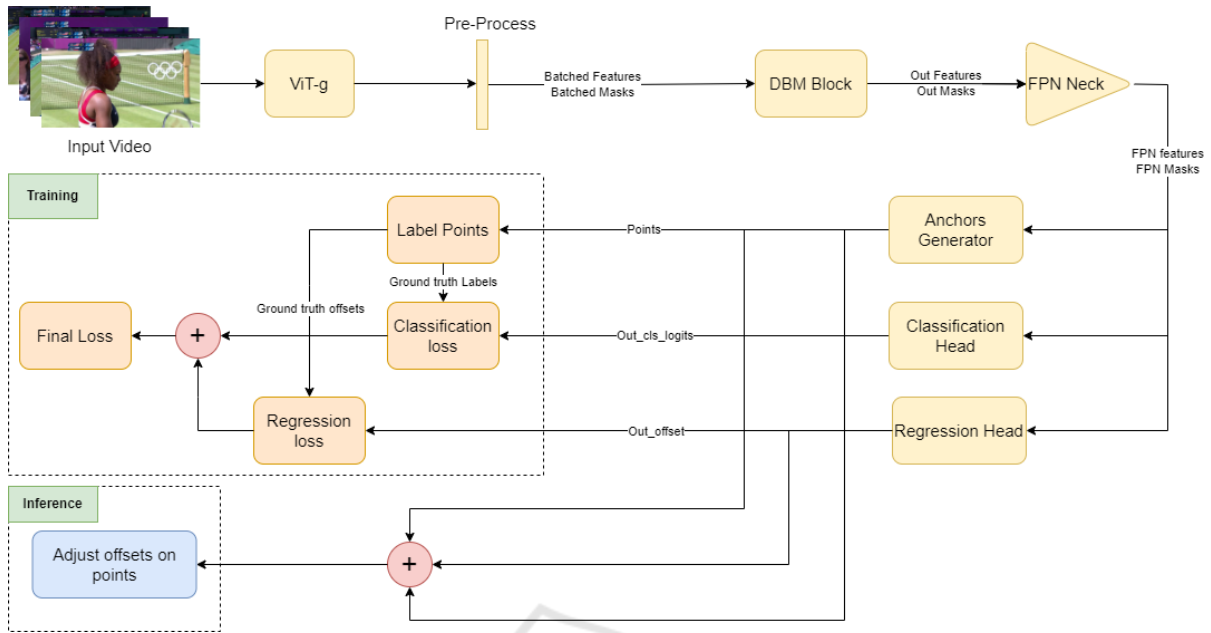 Pre-Process
ViT-g
Batched Features
Batched Masks
DBM Block
Out Features
Out Masks
FPN Neck
Input Video
FPN features
FPN Masks
Training
Label Points
Points
Anchors
Generator
Ground truth Labels
Ground truth offsets
Final Loss
+
Classification
loss
Out_cls_logits
Classification
Head
Regression
loss
Out_offset
Regression Head
Inference
Adjust offsets on
points
+